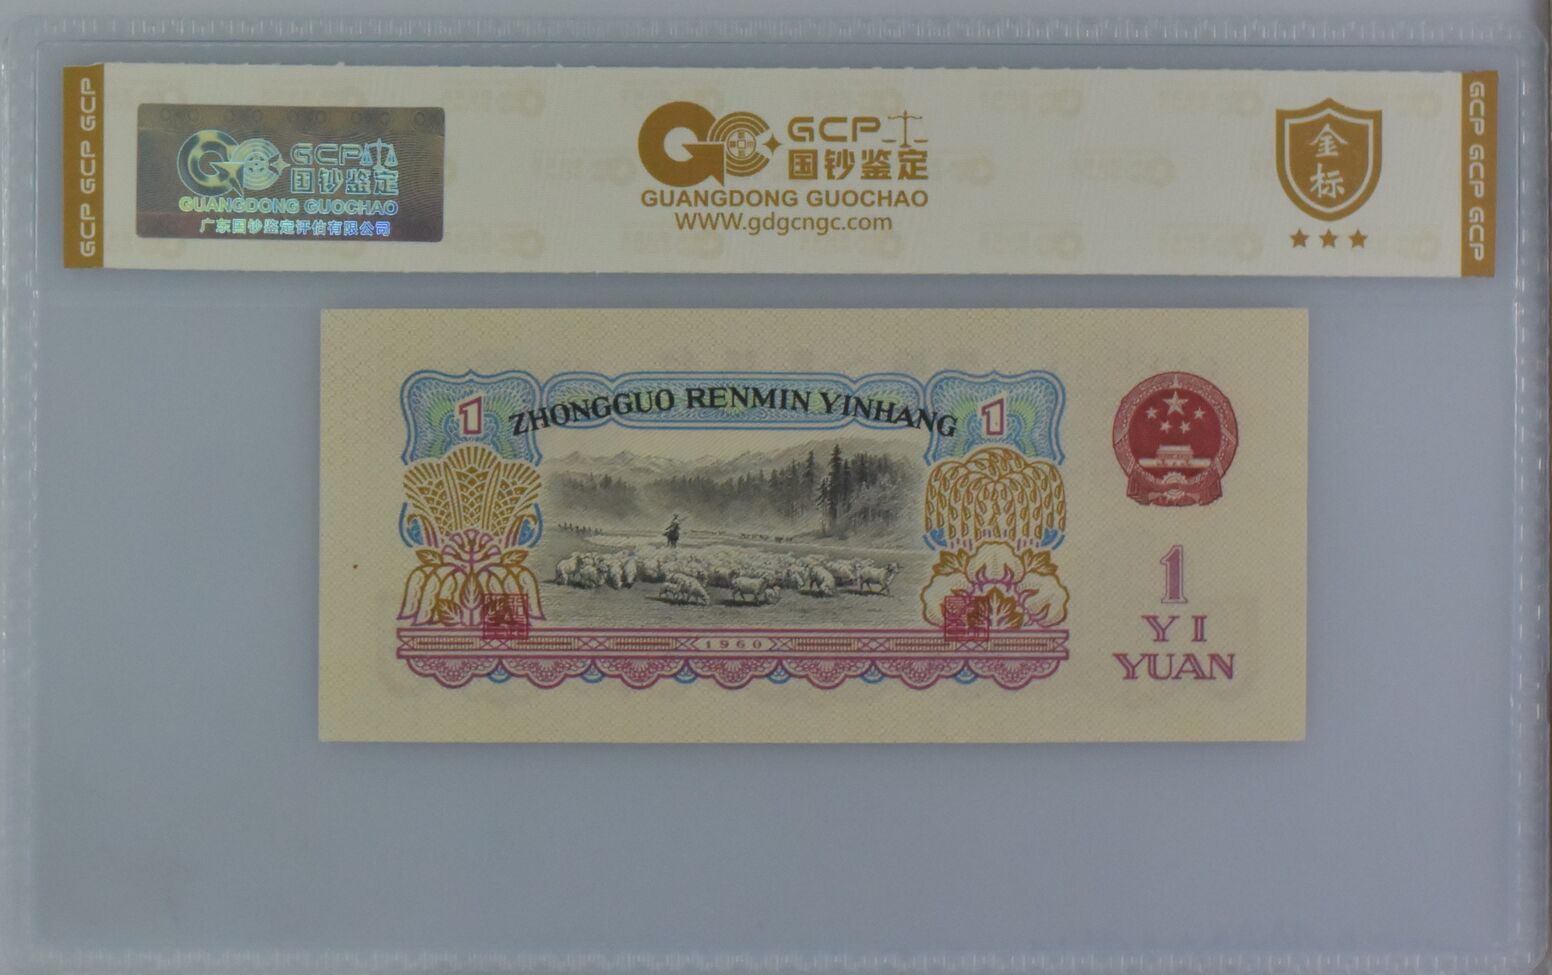 GCP GCP GCP
GCP
国钞鉴定
GUANGDONG GUOCHAO
广东国钞鉴定评估有限公司
GCP
国钞鉴定
GUANGDONG GUOCHAO
WWW.gdgcngc.com
金标
GCP GCP GCP
1
ZHONGGUO RENMIN YINHANG
1
1960
1
YI
YUAN